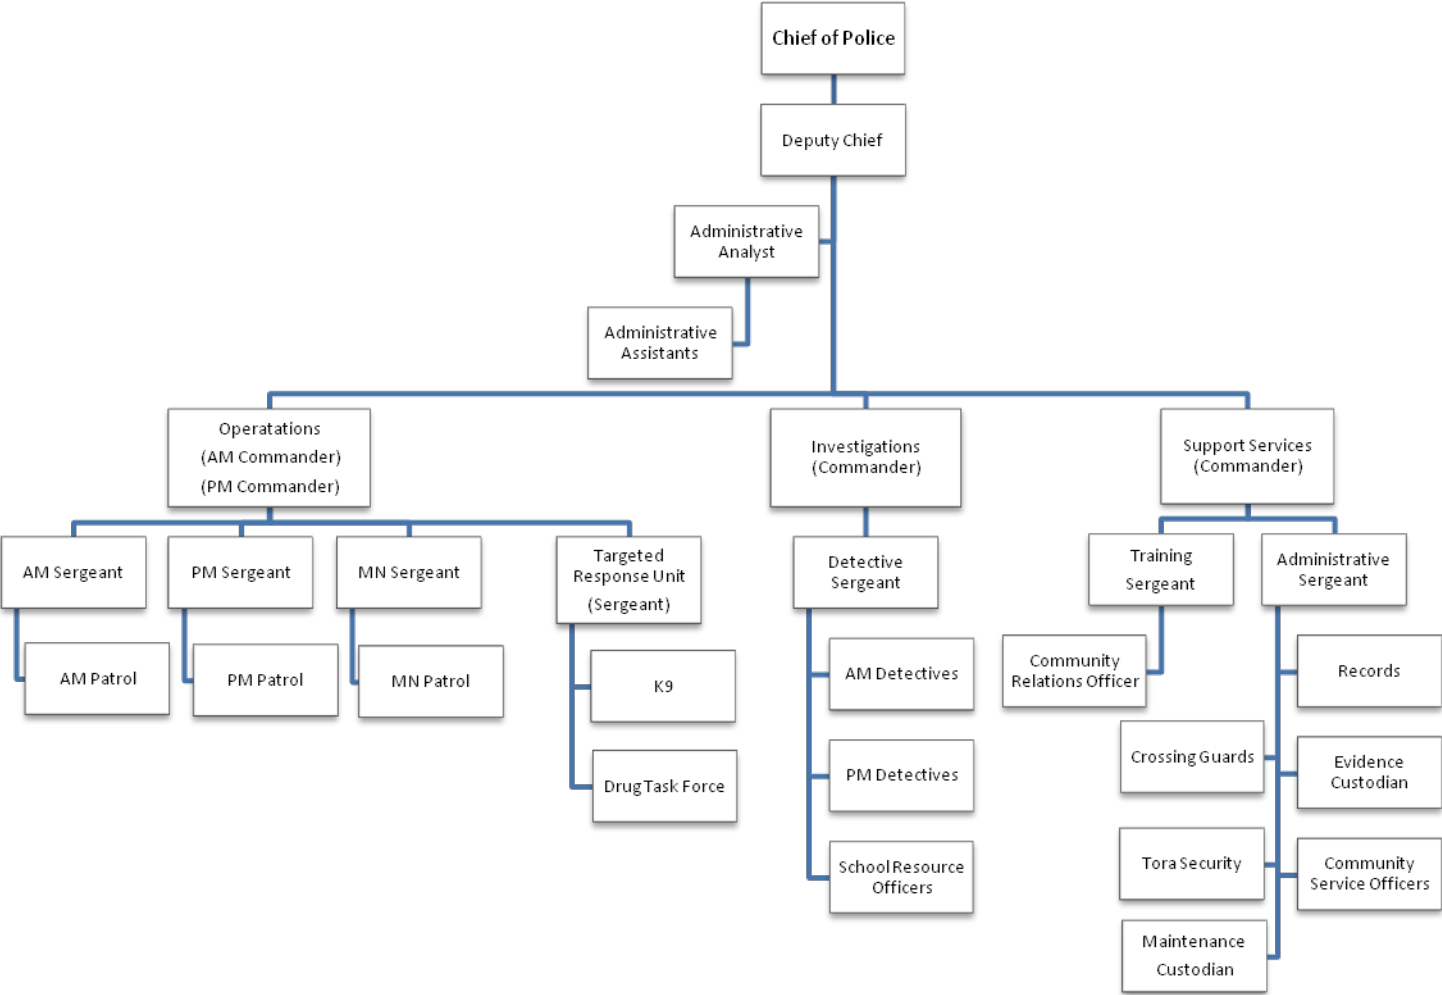 Chief of Police
Deputy Chief
Administrative
Analyst
Administrative
Assistants
Operatations
(AM Commander)
(PM Commander)
Investigations
(Commander)
Support Services
(Commander)
AM Sergeant
PM Sergeant
MN Sergeant
Targeted
Response Unit
(Sergeant)
Detective
Sergeant
Training
Sergeant
Administrative
Sergeant
AM Patrol
PM Patrol
MN Patrol
K9
Drug Task Force
AM Detectives
PM Detectives
School Resource
Officers
Community
Relations Officer
Records
Crossing Guards
Evidence
Custodian
Tora Security
Community
Service Officers
Maintenance
Custodian